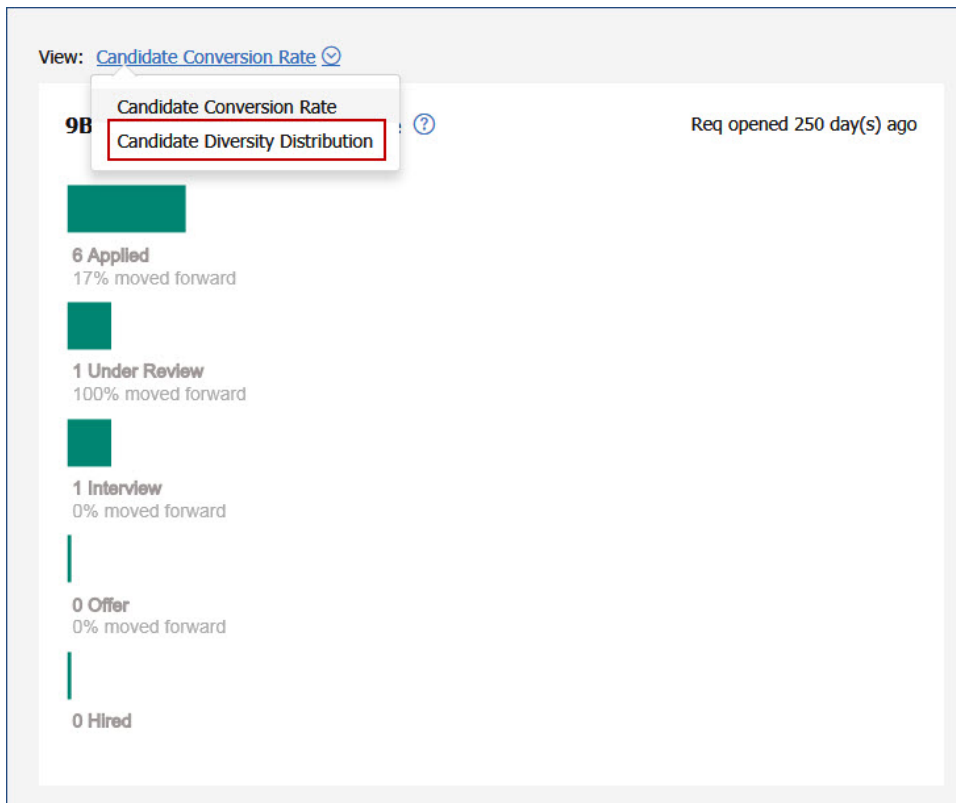 View: Candidate Conversion Rate
Candidate Conversion Rate
9B
Req opened 250 day(s) ago
Candidate Diversity Distribution
6 Applied
17% moved forward
1 Under Review
100% moved forward
1 Interview
0% moved forward
0 Offer
0% moved forward
0 Hired